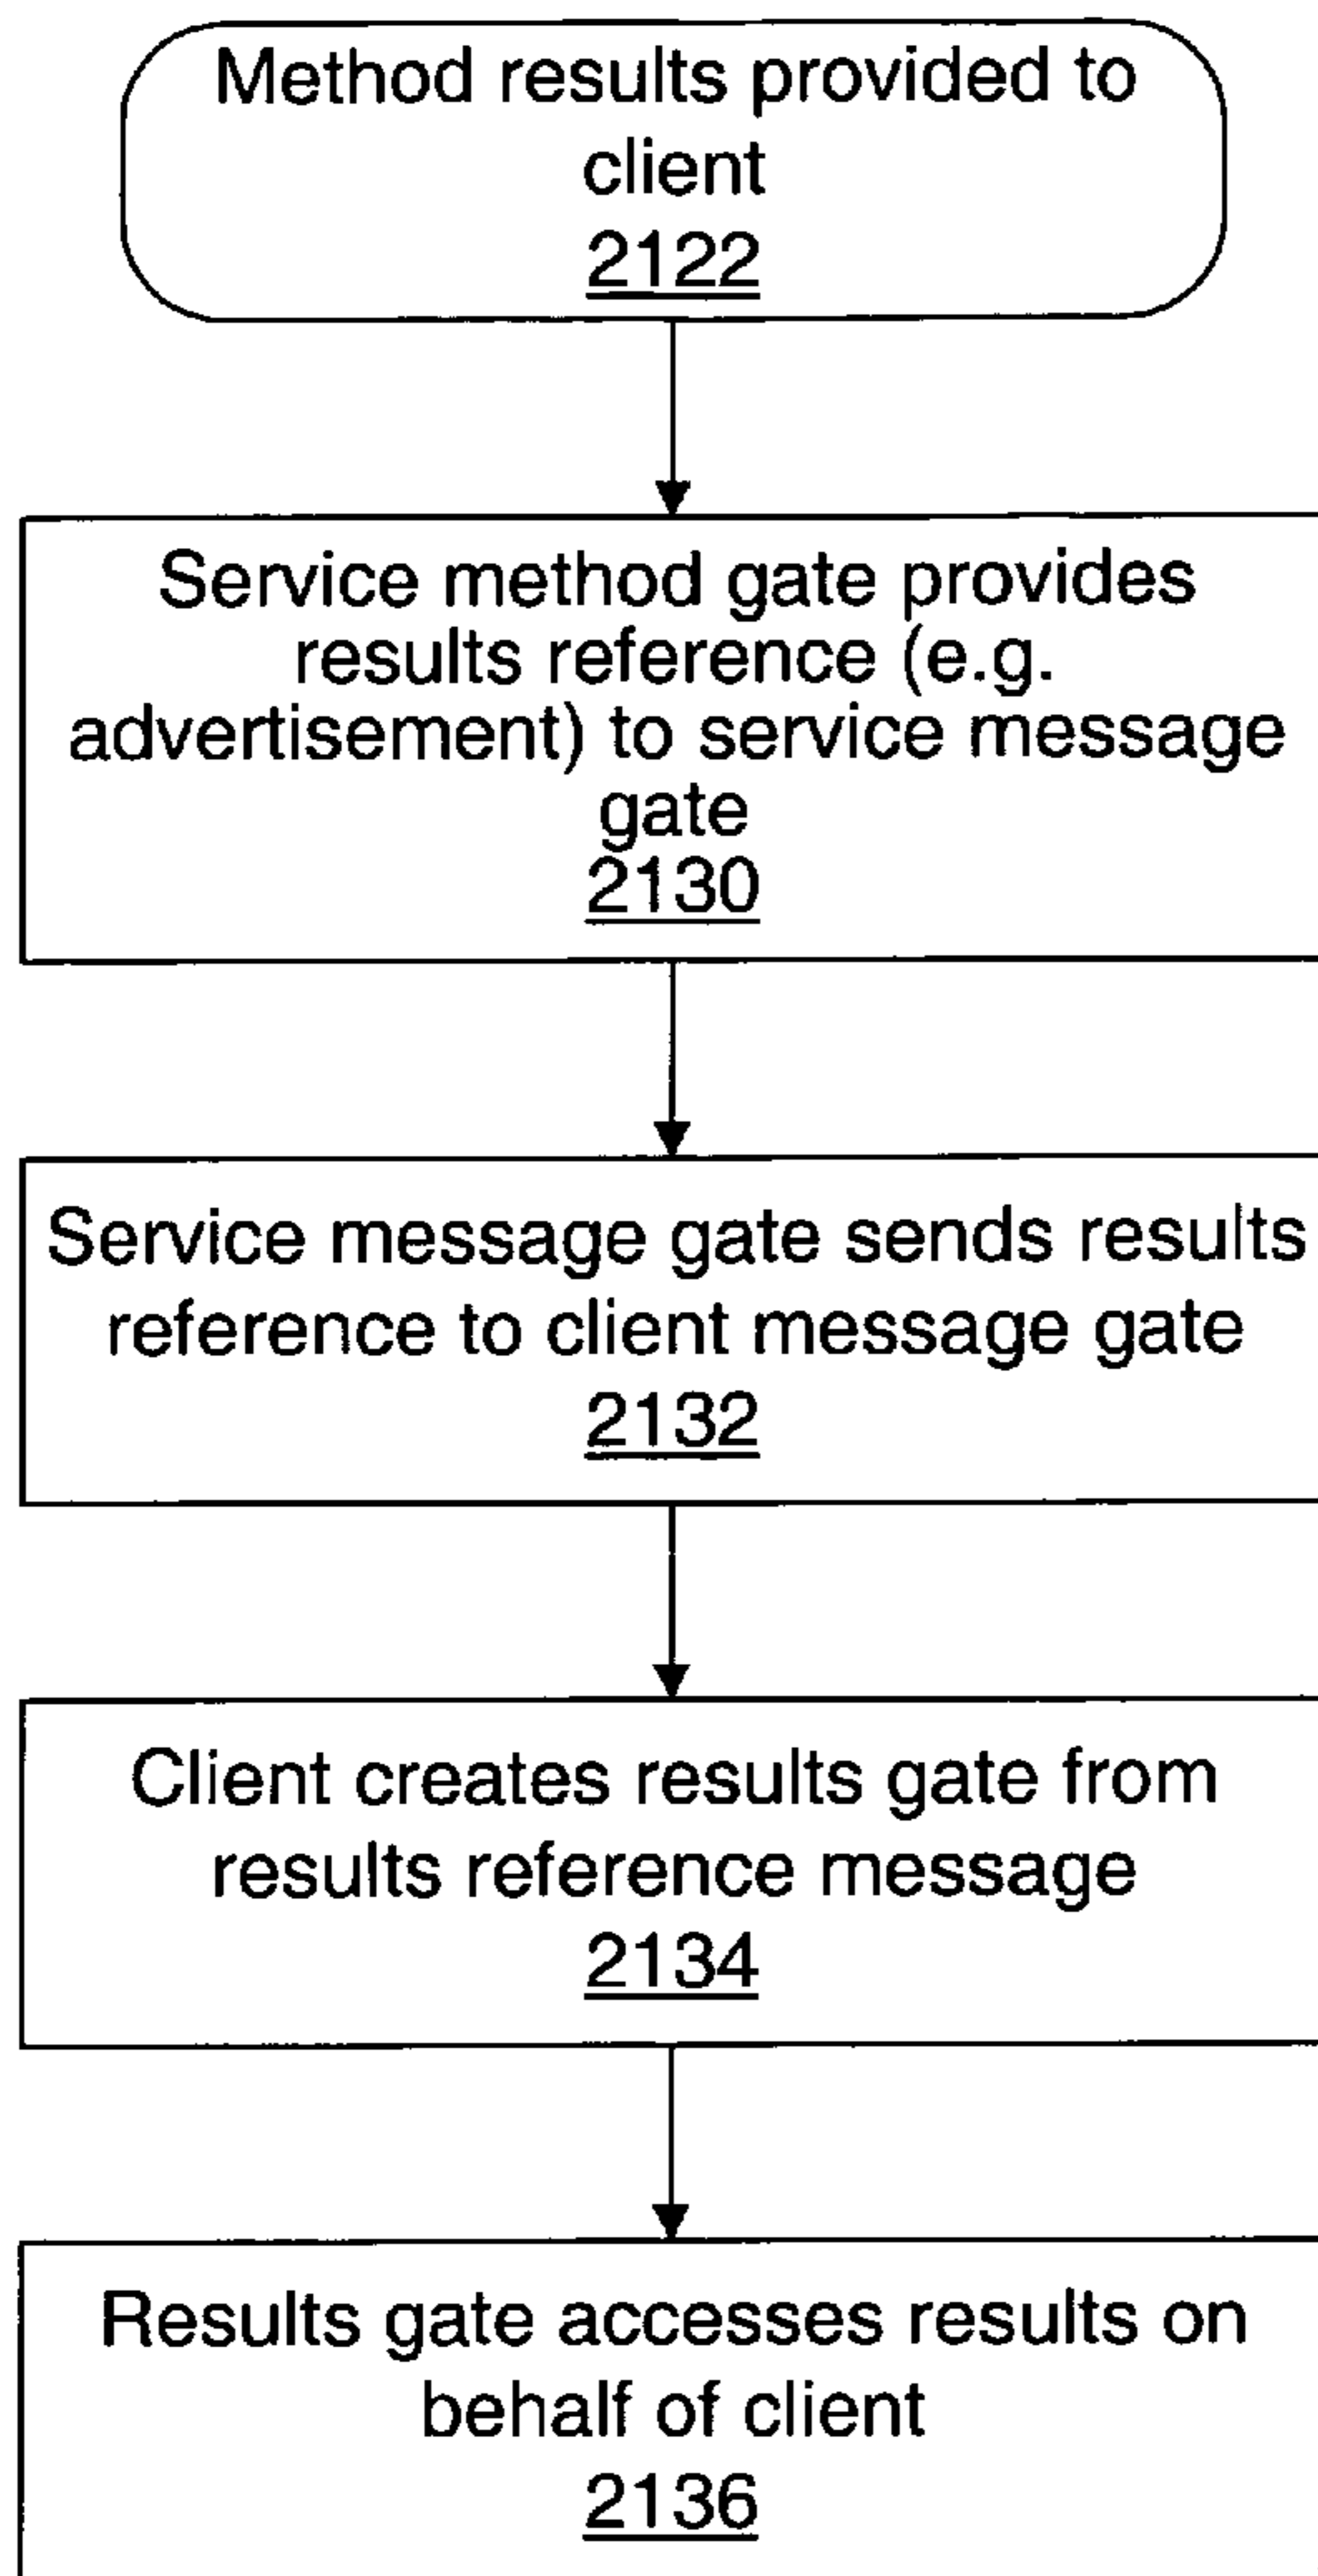 Method results provided to
client
2122
Service method gate provides
results reference (e.g.
advertisement) to service message
gate
2130
Service message gate sends results
reference to client message gate
2132
Client creates results gate from
results reference message
2134
Results gate accesses results on
behalf of client
2136